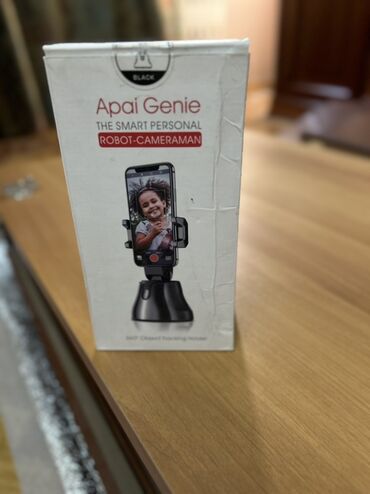 BLACK
Apai Genie
THE SMART PERSONAL
ROBOT-CAMERAMAN
360° Object Tracking Holder